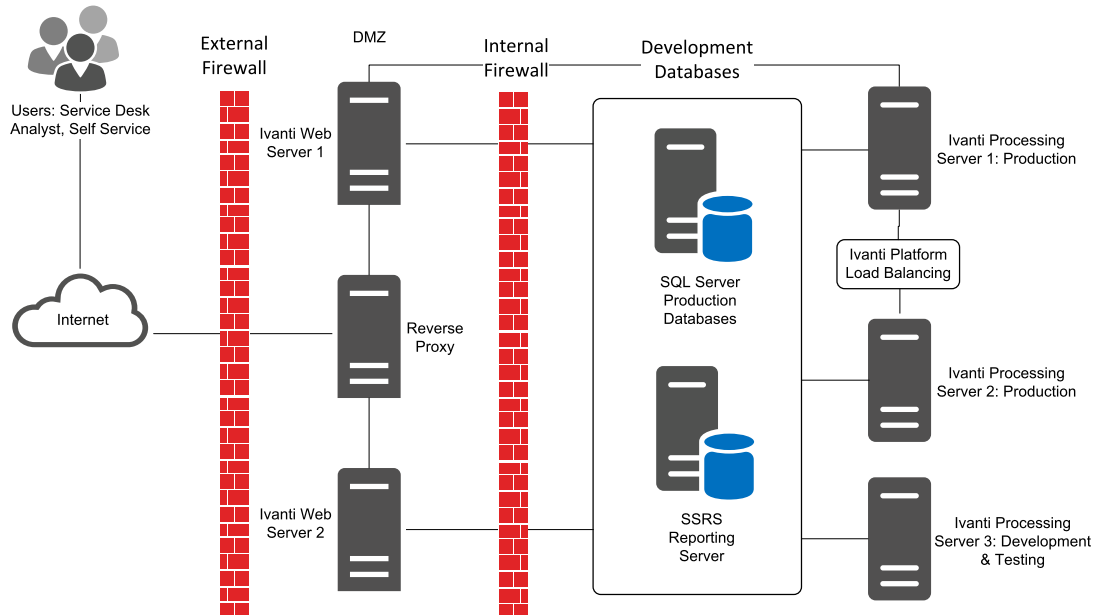 Users: Service Desk
Analyst, Self Service
Internet
External
Firewall
DMZ
Ivanti Web
Server 1
Reverse
Proxy
Ivanti Web
Server 2
Internal
Firewall
Development
Databases
SQL Server
Production
Databases
SSRS
Reporting
Server
Ivanti Processing
Server 1: Production
Ivanti Platform
Load Balancing
Ivanti Processing
Server 2: Production
Ivanti Processing
Server 3: Development
& Testing